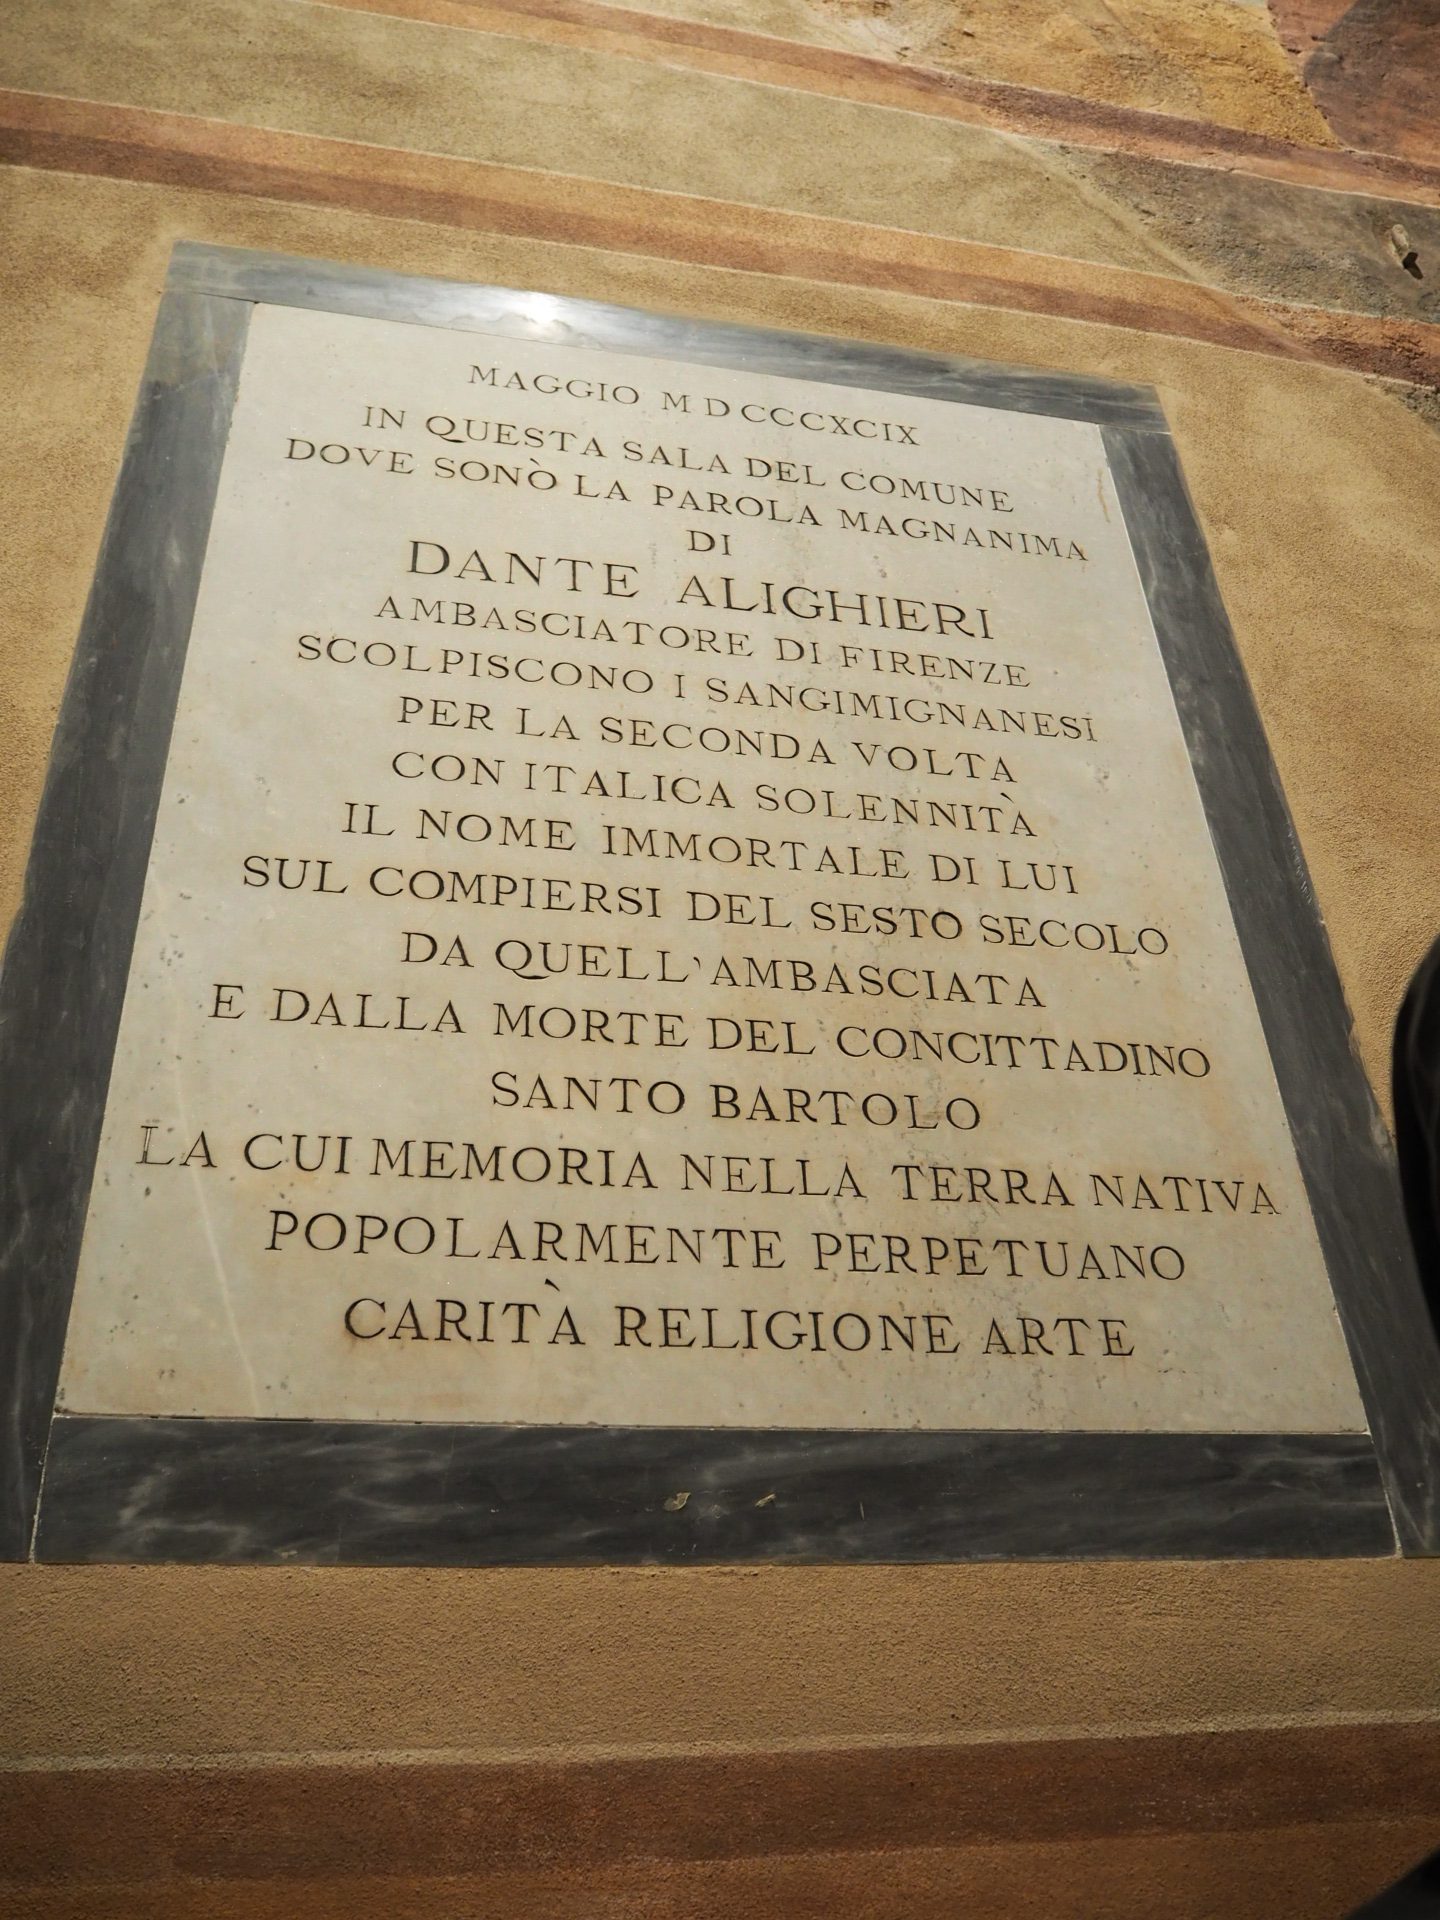 MAGGIO MDCCCXCIX
IN QUESTA SALA DEL COMUNE
DOVE SONÒ LA PAROLA MAGNANIMA
DI
DANTE ALIGHIERI
AMBASCIATORE DI FIRENZE
SCOLPISCONO I SANGIMIGNANESI
PER LA SECONDA VOLTA
CON ITALICA SOLENNITÀ
IL NOME IMMORTALE DI LUI
SUL COMPIERSI DEL SESTO SECOLO
DA QUELL'AMBASCIATA
E DALLA MORTE DEL CONCITTADINO
SANTO BARTOLO
LA CUI MEMORIA NELLA TERRA NATIVA
POPOLARMENTE PERPETUANO
CARITÀ RELIGIONE ARTE